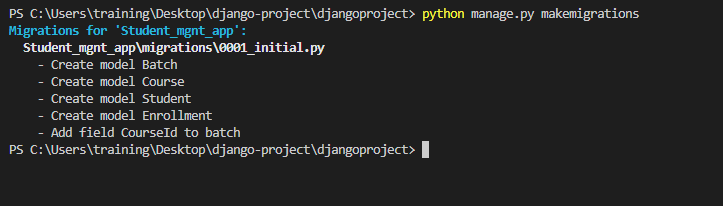 PS C:\Users\training\Desktop\django-project\djangoproject> python manage.py makemigrations
Migrations for 'Student_mgnt_app':
  Student_mgnt_app\migrations\0001_initial.py
    - Create model Batch
    - Create model Course
    - Create model Student
    - Create model Enrollment
    - Add field CourseId to batch
PS C:\Users\training\Desktop\django-project\djangoproject>